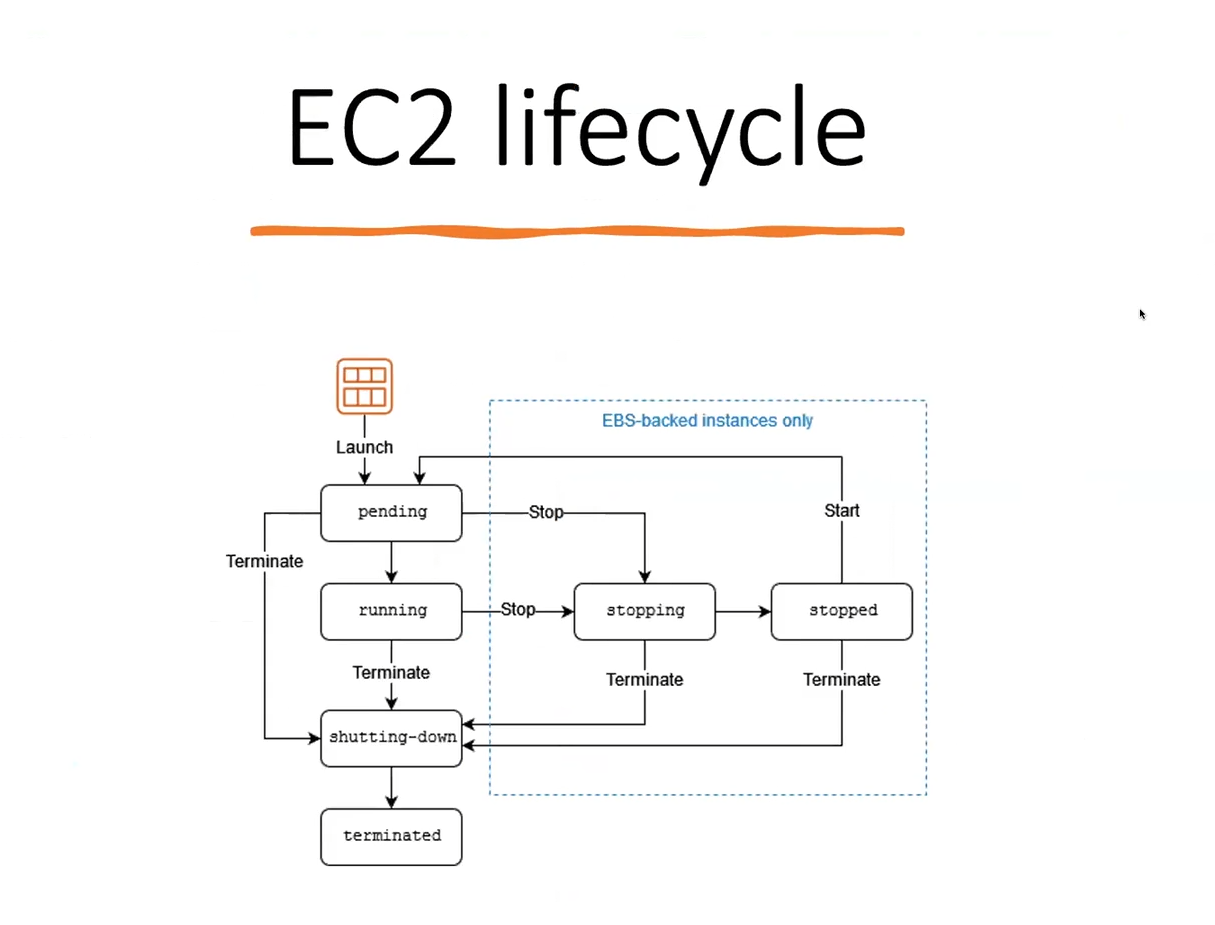 EC2 lifecycle
EBS-backed instances only
Launch
pending
Stop
Start
Terminate
running
Stop
stopping
stopped
Terminate
Terminate
Terminate
shutting-down
terminated